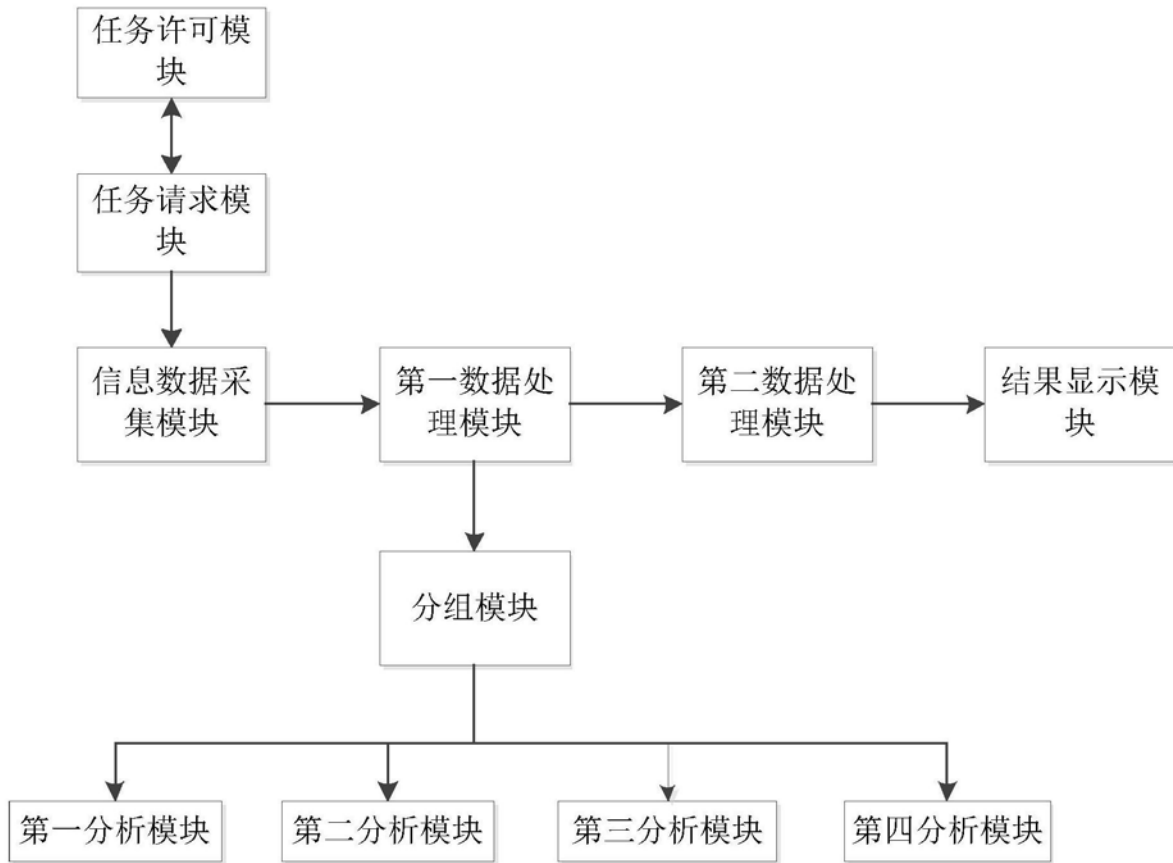 任务许可模
块
任务请求模
块
信息数据采
集模块
第一数据处
理模块
第二数据处
理模块
结果显示模
块
分组模块
第一分析模块
第二分析模块
第三分析模块
第四分析模块